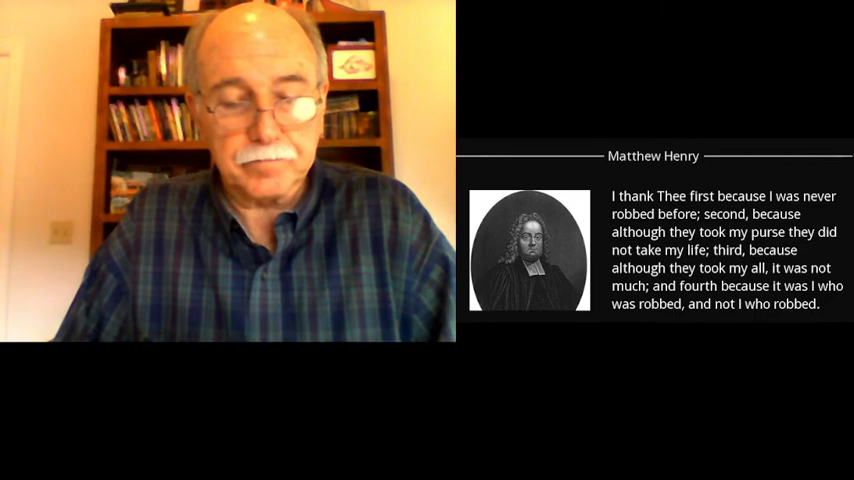 Matthew Henry
I thank Thee first because I was never
robbed before; second, because
although they took my purse they did
not take my life; third, because
although they took my all, it was not
much; and fourth because it was I who
was robbed, and not I who robbed.